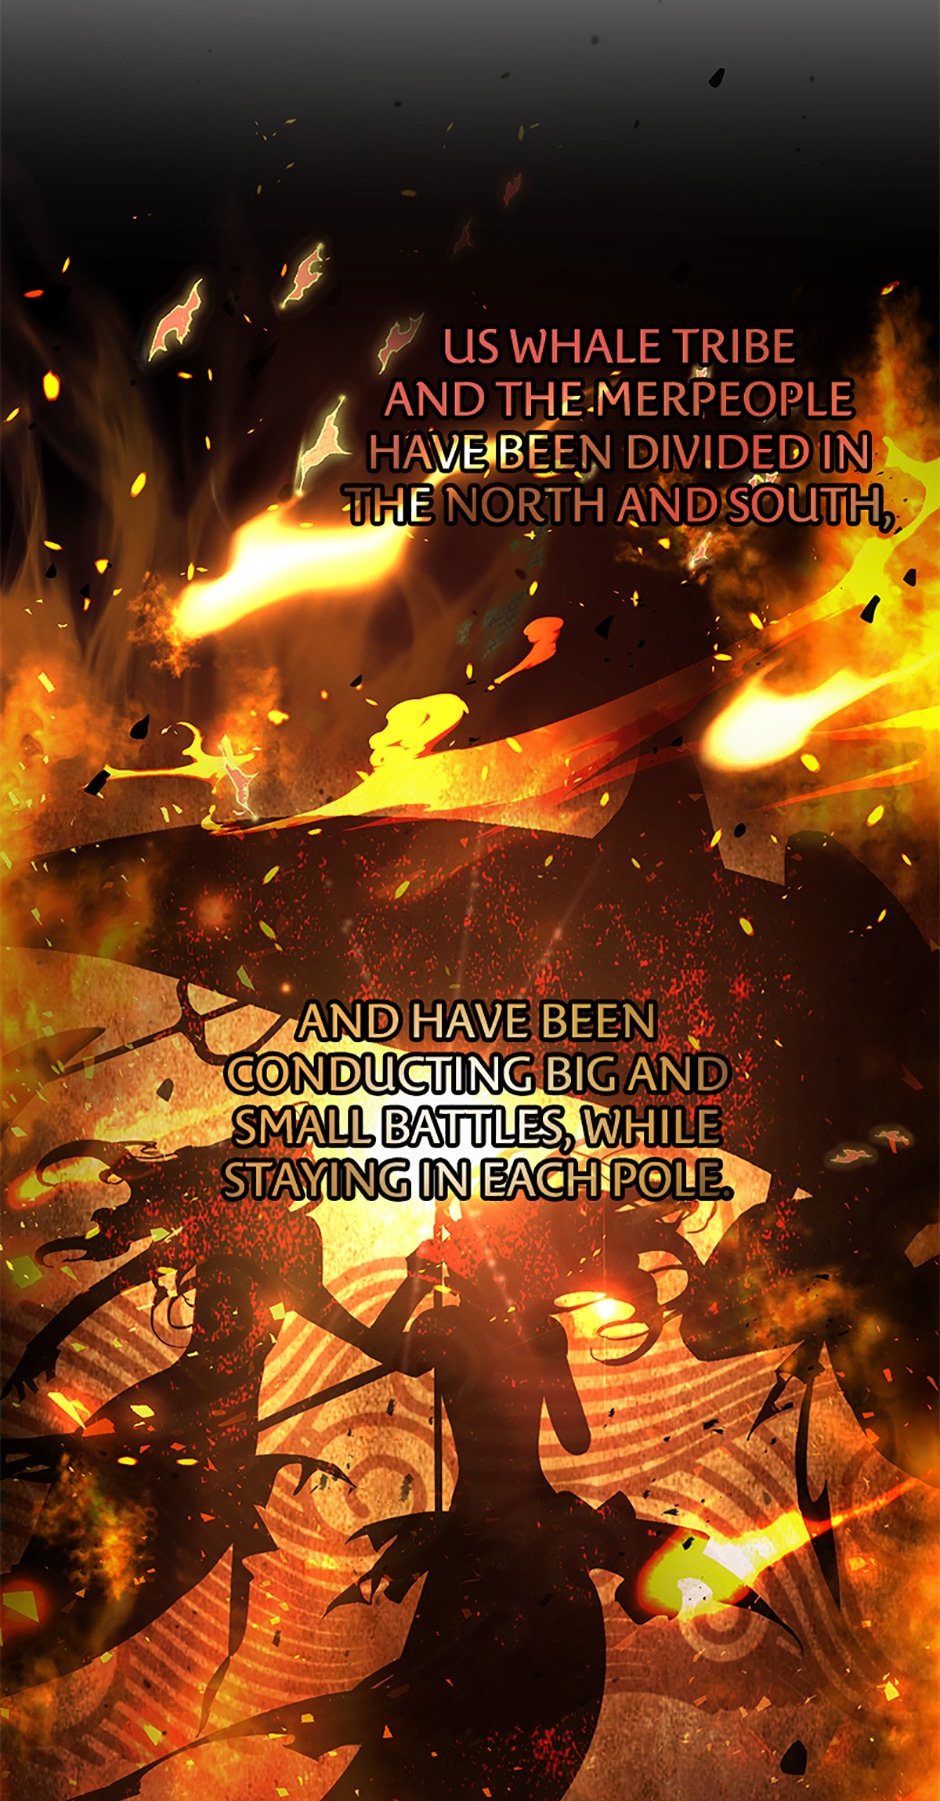 US WHALE TRIBE
AND THE MERPEOPLE
HAVE BEEN DIVIDED IN
THE NORTH AND SOUTH,
AND HAVE BEEN
CONDUCTING BIG AND
SMALL BATTLES, WHILE
STAYING IN EACH POLE.